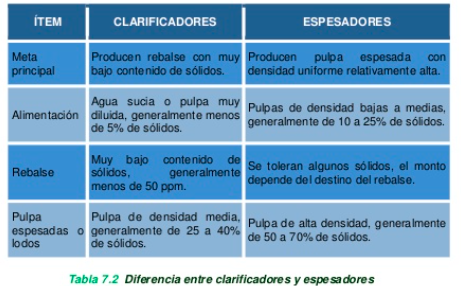 ÍTEM CLARIFICADORES ESPESADORES
Meta principal
Producen rebalse con muy bajo contenido de sólidos.
Producen pulpa espesada con densidad uniforme relativamente alta.
Alimentación
Agua sucia o pulpa muy diluida, generalmente menos de 5% de sólidos.
Pulpas de densidad bajas a medias, generalmente de 10 a 25% de sólidos.
Rebalse
Muy bajo contenido de sólidos, generalmente menos de 50 ppm.
Se toleran algunos sólidos, el monto depende del destino del rebalse.
Pulpa espesadas o lodos
Pulpa de densidad media, generalmente de 25 a 40% de sólidos.
Pulpa de alta densidad, generalmente de 50 a 70% de sólidos.
Tabla 7.2 Diferencia entre clarificadores y espesadores